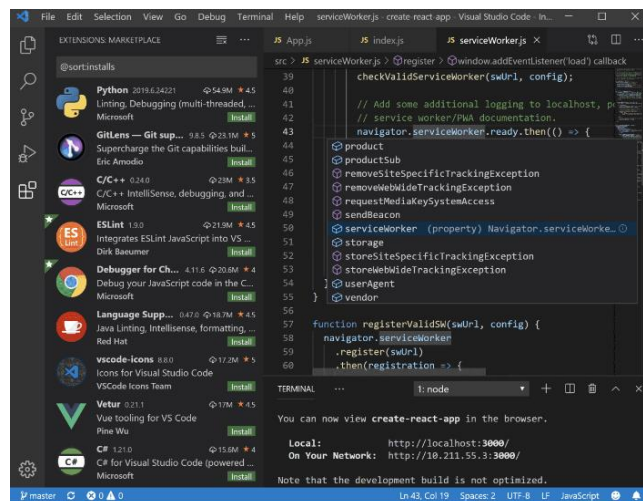 File Edit Selection View Go Debug Terminal Help serviceWorker.js - create-react-app - Visual Studio Code - In...
EXTENSIONS: MARKETPLACE
@sort:installs
Python 2019.6.24221 54.9M 4.5
Linting, Debugging (multi-threaded, ...
Microsoft Install
GitLens — Git sup... 9.8.5 23.1M 5
Supercharge the Git capabilities buil...
Eric Amodio Install
C/C++ 0.24.0 23M 3.5
C/C++ IntelliSense, debugging, and ...
Microsoft Install
ESLint 1.9.0 21.9M 4.5
Integrates ESLint JavaScript into VS ...
Dirk Baeumer Install
Debugger for Ch... 4.11.6 20.6M 4
Debug your JavaScript code in the C...
Microsoft Install
Language Supp... 0.47.0 18.7M 4.5
Java Linting, Intellisense, formatting, ...
Red Hat Install
vscode-icons 8.8.0 17.2M 5
Icons for Visual Studio Code
VSCode Icons Team Install
Vetur 0.21.1 17M 4.5
Vue tooling for VS Code
Pine Wu Install
C# 1.21.0 15.6M 4
C# for Visual Studio Code (powered ...
Microsoft Install
C/C++
ES
Lint
C#
JS App.js JS index.js JS serviceWorker.js
src > JS serviceWorker.js > register > window.addEventListener('load') callback
39 checkValidServiceWorker(swUrl, config);
40
41 // Add some additional logging to localhost, p
42 // service worker/PWA documentation.
43 navigator.serviceWorker.ready.then(() => {
44 product
45 productSub
46 removeSiteSpecificTrackingException
47 removeWebWideTrackingException
48 requestMediaKeySystemAccess
49 sendBeacon
50 serviceWorker (property) Navigator.serviceWorke...
51 storage
52 storeSiteSpecificTrackingException
53 storeWebWideTrackingException
54 } userAgent
55 } vendor
56
57 function registerValidSW(swUrl, config) {
58 navigator.serviceWorker
59 .register(swUrl)
60 .then(registration => {
TERMINAL ... 1: node
You can now view create-react-app in the browser.
Local: http://localhost:3000/
On Your Network: http://10.211.55.3:3000/
Note that the development build is not optimized.
master 0 0 Ln 43, Col 19 Spaces: 2 UTF-8 LF JavaScript